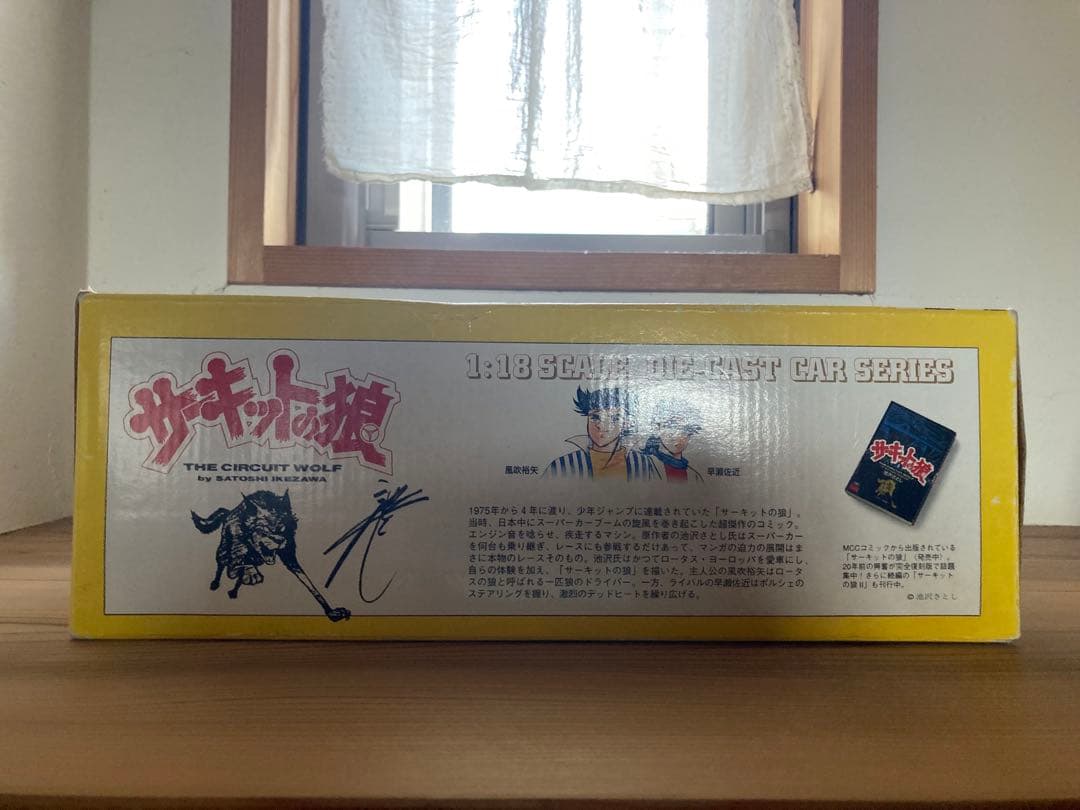 サーキットの狼
THE CIRCUIT WOLF
by SATOSHI IKEZAWA
1:18 SCALE DIE-CAST CAR SERIES
風吹裕矢
早瀬佐近
1975年から4年に渡り、少年ジャンプに連載されていた「サーキットの狼」。
当時、日本中にスーパーカーブームの旋風を巻き起こした超傑作のコミック。
エンジン音を唸らせ、疾走するマシン。原作者の池沢さとし氏はスーパーカー
を何台も乗り継ぎ、レースにも参戦するだけあって、マンガの迫力の展開はま
さに本物のレースそのもの。池沢氏はかつてロータス・ヨーロッパを愛車にし、
自らの体験を加え、「サーキットの狼」を描いた。主人公の風吹裕矢はロータ
スの狼と呼ばれる一匹狼のドライバー。一方、ライバルの早瀬佐近はポルシェの
ステアリングを握り、激烈のデッドヒートを繰り広げる。
サーキットの狼
MCCコミックから出版されている
「サーキットの狼」（発売中）。
20年前の興奮が完全復刻版で話題
集中！さらに続編の「サーキット
の狼II」も刊行中。
©池沢さとし